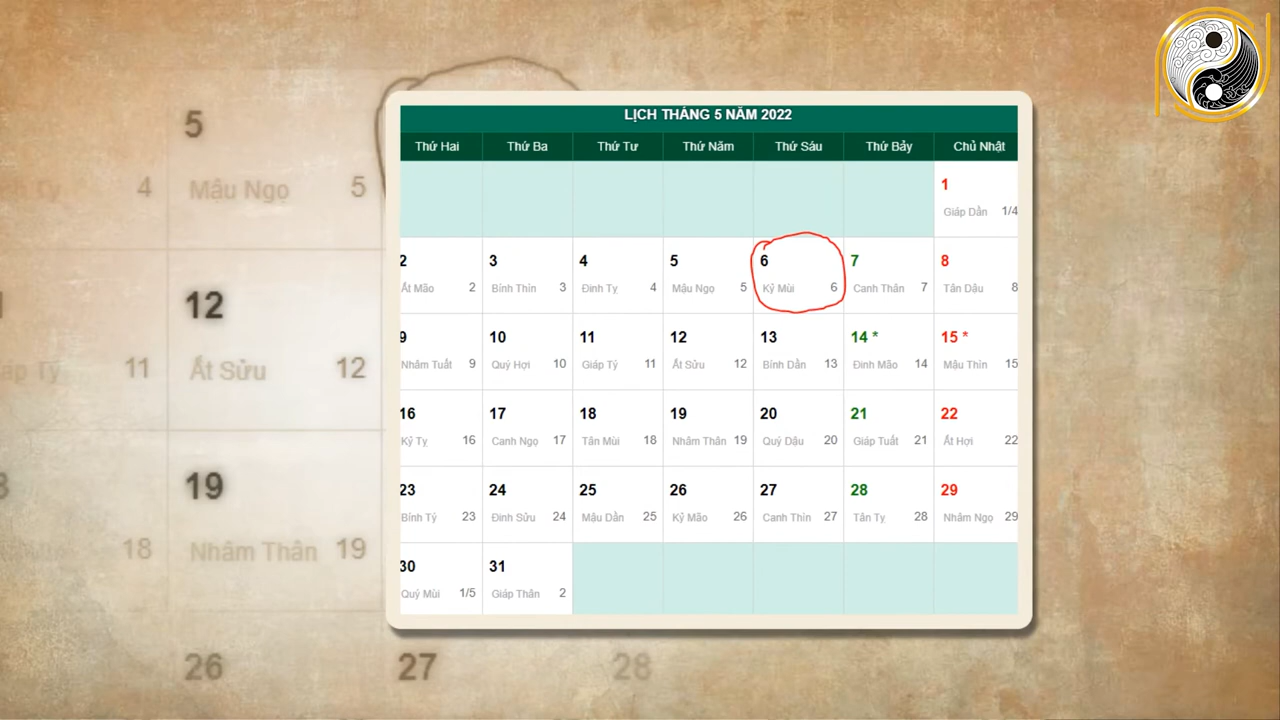 LỊCH THÁNG 5 NĂM 2022
Thứ Hai Thứ Ba Thứ Tư Thứ Năm Thứ Sáu Thứ Bảy Chủ Nhật
1
Giáp Dần 1/4
2 3 4 5 6 7 8
Ất Mão 2 Bính Thìn 3 Đinh Tỵ 4 Mậu Ngọ 5 Kỷ Mùi 6 Canh Thân 7 Tân Dậu 8
9 10 11 12 13 14 * 15 *
Nhâm Tuất 9 Quý Hợi 10 Giáp Tý 11 Ất Sửu 12 Bính Dần 13 Đinh Mão 14 Mậu Thìn 15
16 17 18 19 20 21 22
Kỷ Tỵ 16 Canh Ngọ 17 Tân Mùi 18 Nhâm Thân 19 Quý Dậu 20 Giáp Tuất 21 Ất Hợi 22
23 24 25 26 27 28 29
Bính Tý 23 Đinh Sửu 24 Mậu Dần 25 Kỷ Mão 26 Canh Thìn 27 Tân Tỵ 28 Nhâm Ngọ 29
30 31
Quý Mùi 1/5 Giáp Thân 2
5
4 Mậu Ngọ 5
12
11 Ất Sửu 12
19
18 Nhâm Thân 19
26 27 28